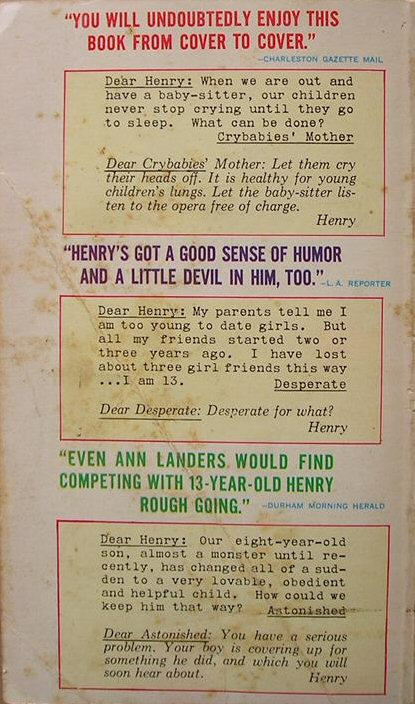 "YOU WILL UNDOUBTEDLY ENJOY THIS
BOOK FROM COVER TO COVER."
–CHARLESTON GAZETTE MAIL
Dear Henry: When we are out and
have a baby-sitter, our children
never stop crying until they go
to sleep. What can be done?
Crybabies' Mother
Dear Crybabies' Mother: Let them cry
their heads off. It is healthy for young
children's lungs. Let the baby-sitter lis-
ten to the opera free of charge.
Henry
"HENRY'S GOT A GOOD SENSE OF HUMOR
AND A LITTLE DEVIL IN HIM, TOO." –L. A. REPORTER
Dear Henry: My parents tell me I
am too young to date girls. But
all my friends started two or
three years ago. I have lost
about three girl friends this way
...I am 13. Desperate
Dear Desperate: Desperate for what?
Henry
"EVEN ANN LANDERS WOULD FIND
COMPETING WITH 13-YEAR-OLD HENRY
ROUGH GOING." –DURHAM MORNING HERALD
Dear Henry: Our eight-year-old
son, almost a monster until re-
cently, has changed all of a sud-
den to a very lovable, obedient
and helpful child. How could we
keep him that way? Astonished
Dear Astonished: You have a serious
problem. Your boy is covering up for
something he did, and which you will
soon hear about. Henry